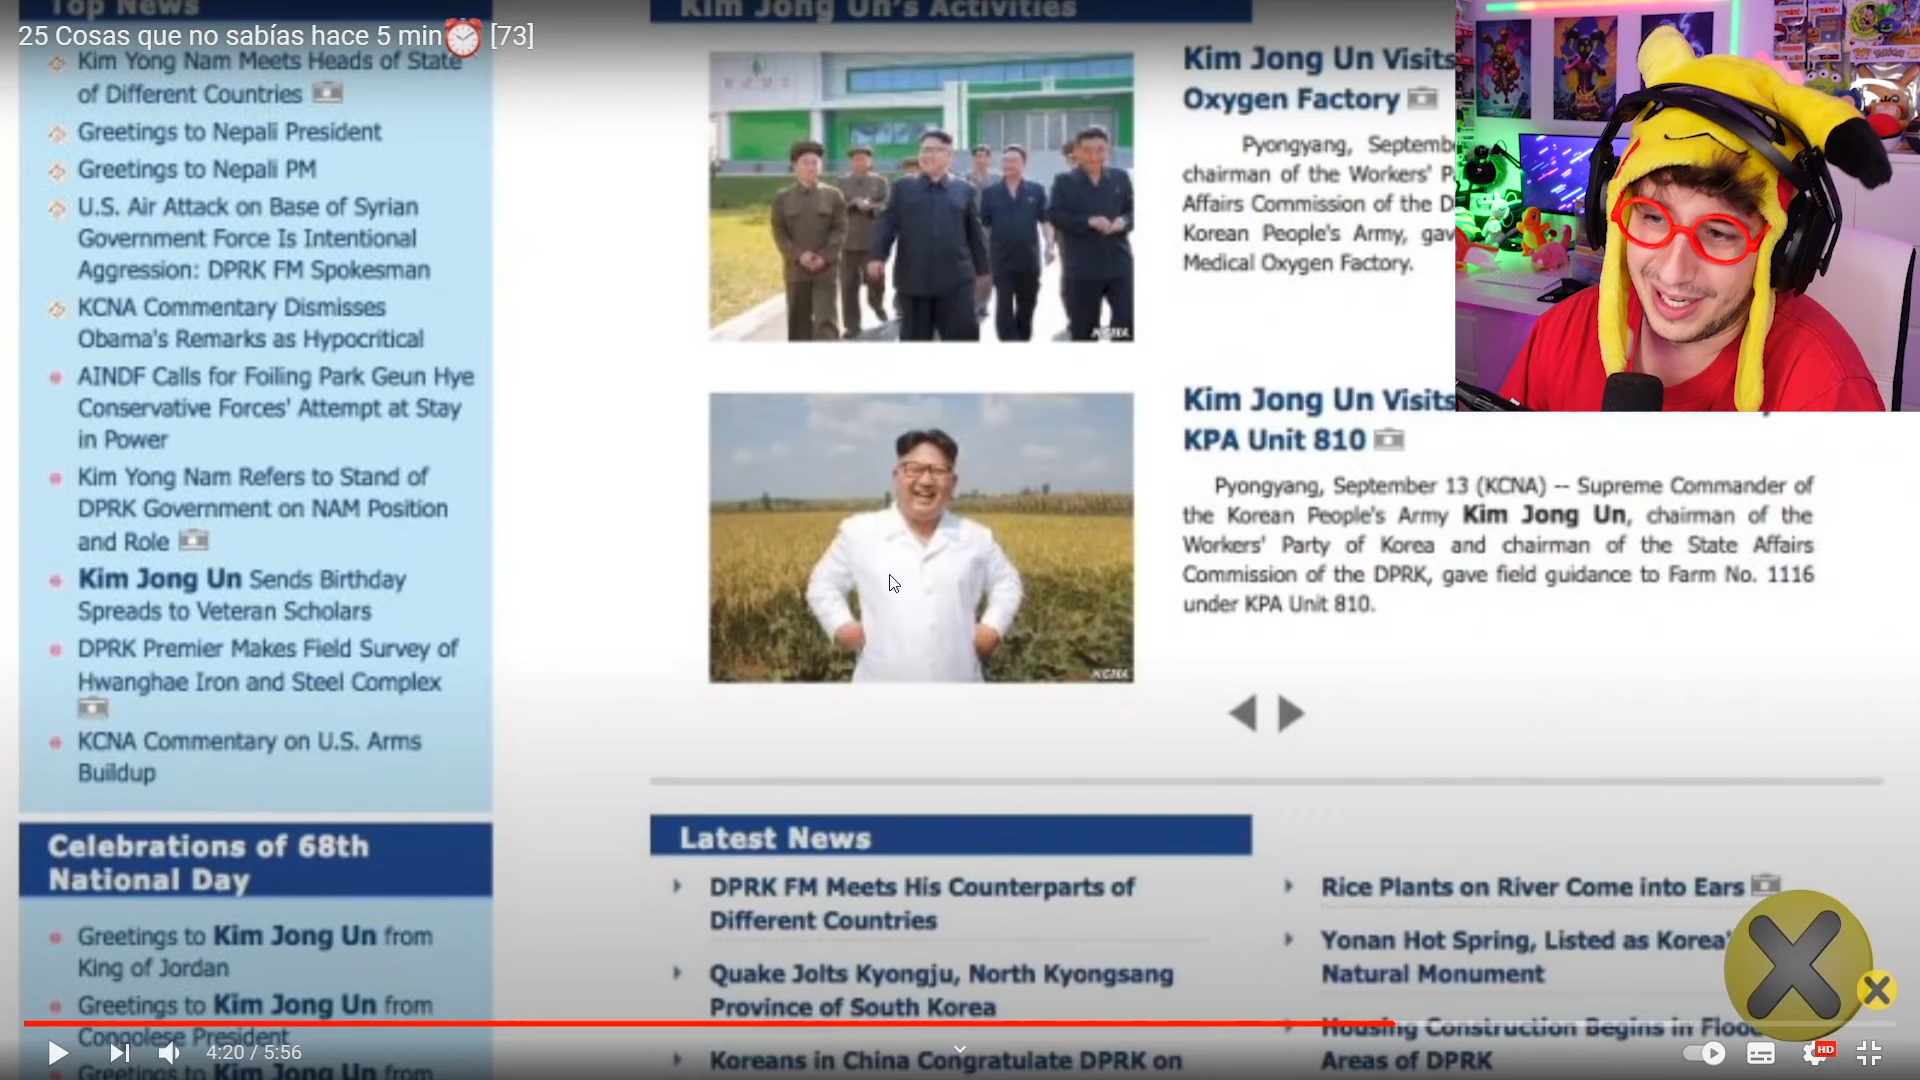 Top News
Kim Jong Un's Activities
25 Cosas que no sabías hace 5 min⏰ [73]
Kim Yong Nam Meets Heads of State
of Different Countries
Greetings to Nepali President
Greetings to Nepali PM
U.S. Air Attack on Base of Syrian
Government Force Is Intentional
Aggression: DPRK FM Spokesman
KCNA Commentary Dismisses
Obama's Remarks as Hypocritical
AINDF Calls for Foiling Park Geun Hye
Conservative Forces' Attempt at Stay
in Power
Kim Yong Nam Refers to Stand of
DPRK Government on NAM Position
and Role
Kim Jong Un Sends Birthday
Spreads to Veteran Scholars
DPRK Premier Makes Field Survey of
Hwanghae Iron and Steel Complex
KCNA Commentary on U.S. Arms
Buildup
Celebrations of 68th
National Day
Greetings to Kim Jong Un from
King of Jordan
Greetings to Kim Jong Un from
Congolese President
Greetings to Kim Jong Un from
KCNA
Kim Jong Un Visits
Oxygen Factory
Pyongyang, Septemb
chairman of the Workers' P
Affairs Commission of the D
Korean People's Army, gav
Medical Oxygen Factory.
KCNA
Kim Jong Un Visits
KPA Unit 810
Pyongyang, September 13 (KCNA) -- Supreme Commander of
the Korean People's Army Kim Jong Un, chairman of the
Workers' Party of Korea and chairman of the State Affairs
Commission of the DPRK, gave field guidance to Farm No. 1116
under KPA Unit 810.
Latest News
DPRK FM Meets His Counterparts of
Different Countries
Quake Jolts Kyongju, North Kyongsang
Province of South Korea
Koreans in China Congratulate DPRK on
Rice Plants on River Come into Ears
Yonan Hot Spring, Listed as Korea'
Natural Monument
Housing Construction Begins in Floo
Areas of DPRK
4:20 / 5:56
HD